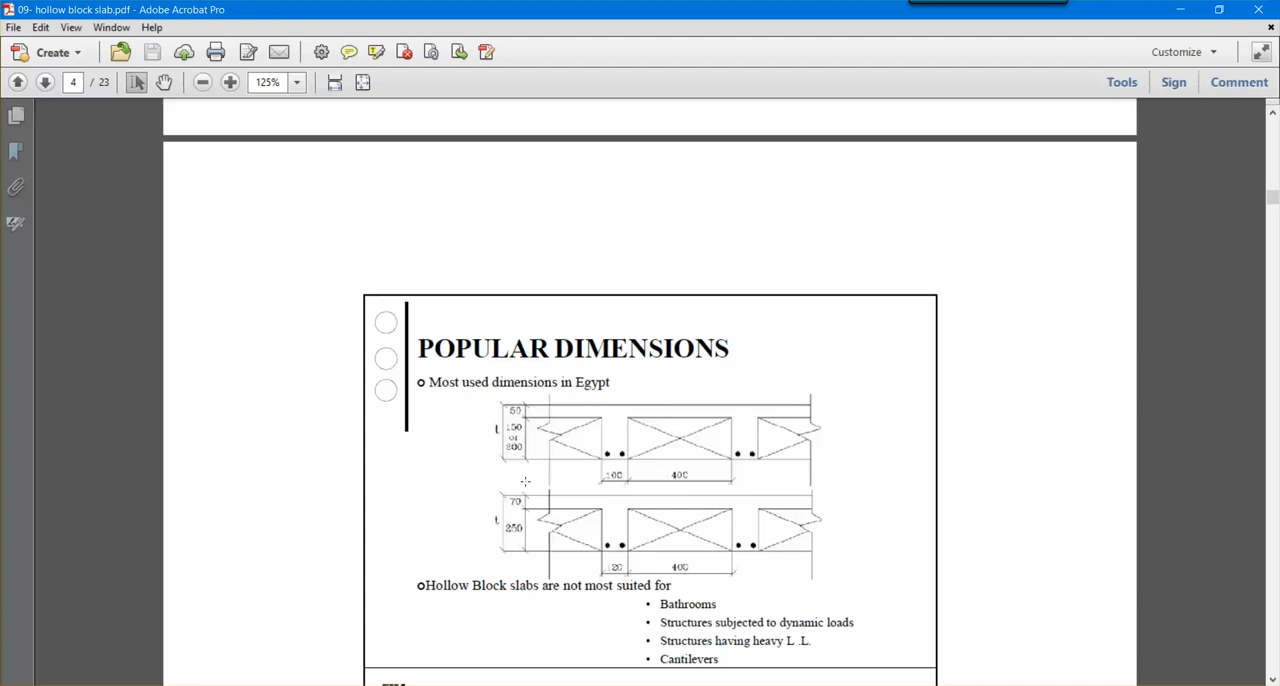 09- hollow block slab.pdf - Adobe Acrobat Pro
File Edit View Window Help
Create Customize
4 / 23 125% Tools Sign Comment
POPULAR DIMENSIONS
Most used dimensions in Egypt
50
t 150
or
200
100 400
70
t 250
120 400
Hollow Block slabs are not most suited for
• Bathrooms
• Structures subjected to dynamic loads
• Structures having heavy L .L.
• Cantilevers